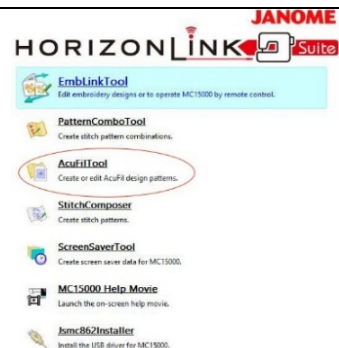 JANOME
HORIZONLINK Suite
EmbLinkTool
Edit embroidery designs or to operate MC15000 by remote control.
PatternComboTool
Create stitch pattern combinations.
AcuFilTool
Create or edit AcuFil design patterns.
StitchComposer
Create stitch patterns.
ScreenSaverTool
Create screen saver data for MC15000.
MC15000 Help Movie
Launch the on-screen help movie.
Jsmc862Installer
Install the USB driver for MC15000.